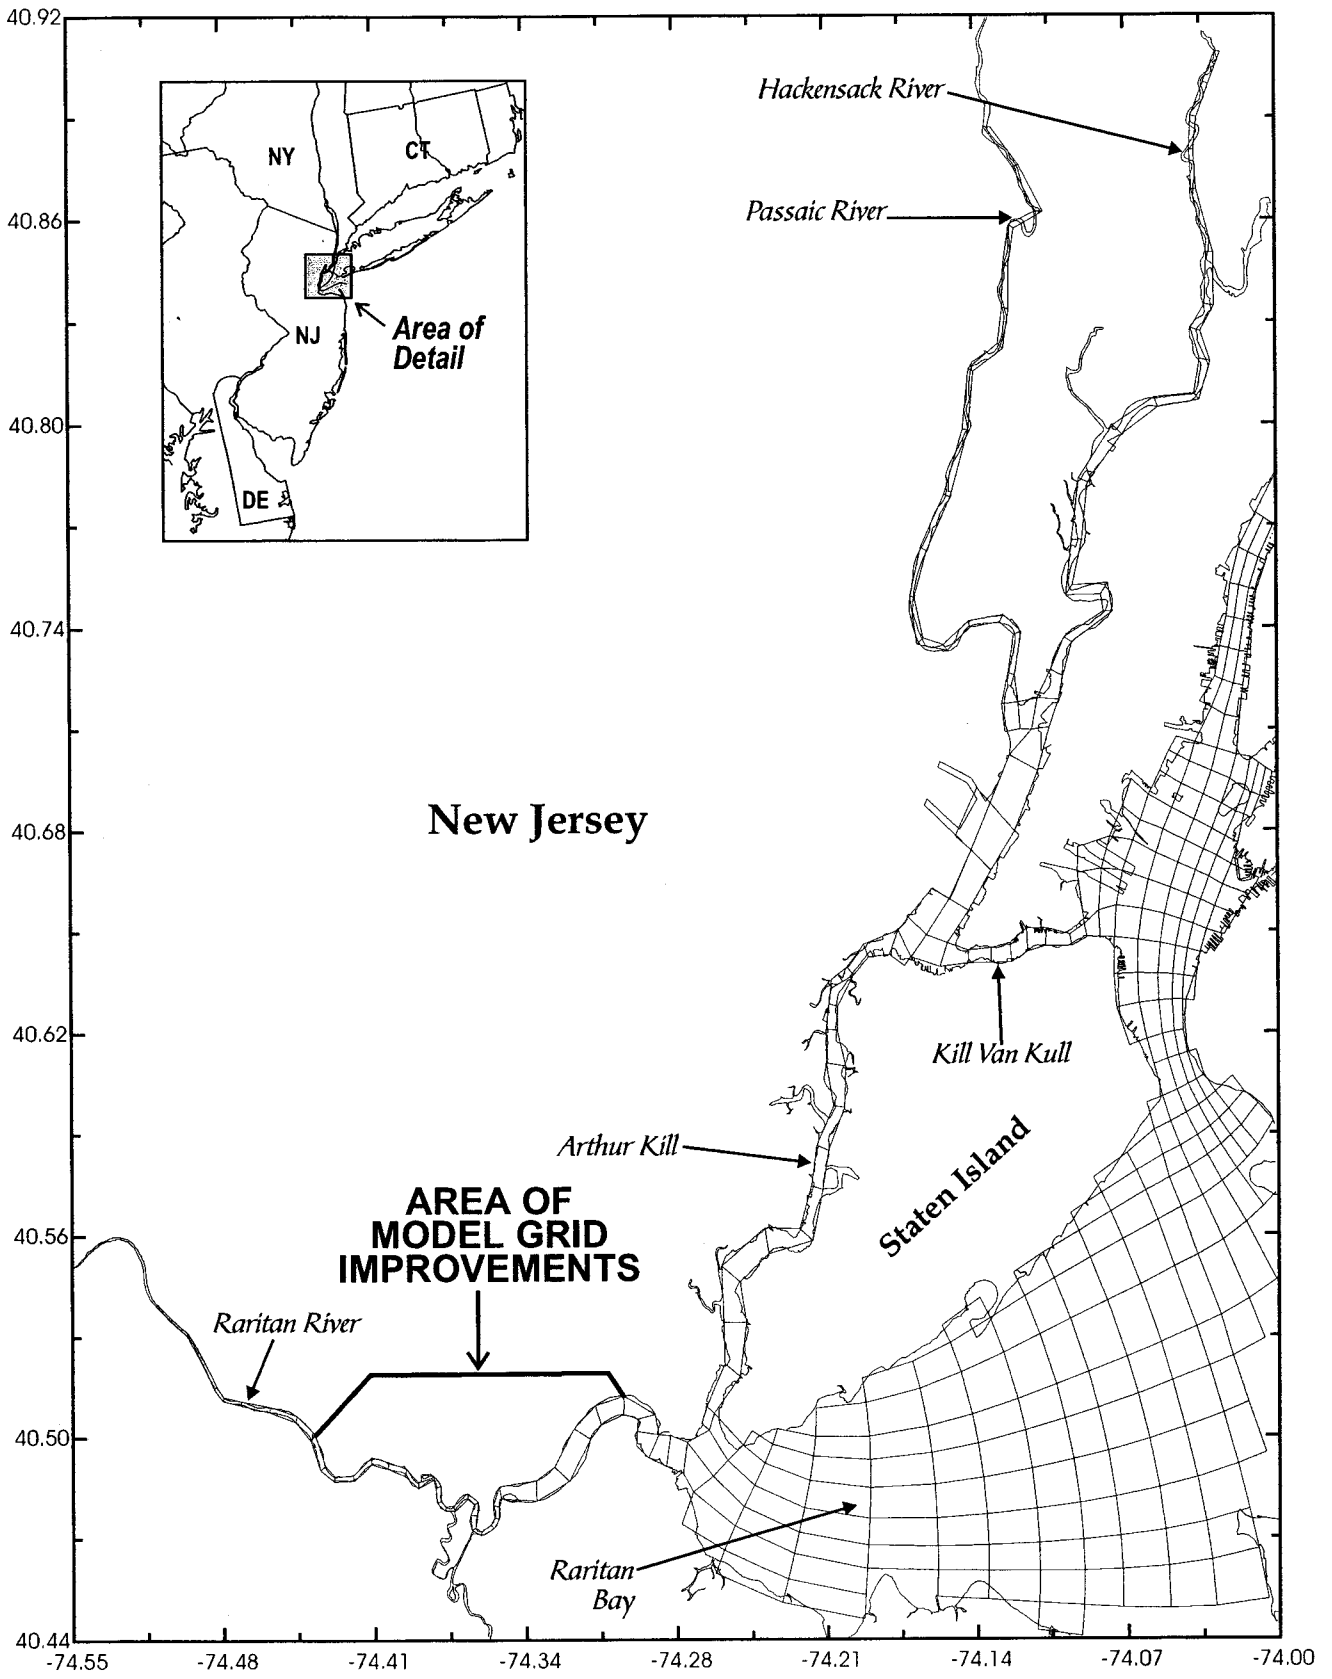 40.92
Hackensack River
NY
CT
40.86
Passaic River
NJ
Area of
Detail
40.80
DE
40.74
New Jersey
40.68
40.62
Kill Van Kull
Arthur Kill
Staten Island
AREA OF
MODEL GRID
IMPROVEMENTS
40.56
Raritan River
40.50
Raritan
Bay
40.44
-74.55 -74.48 -74.41 -74.34 -74.28 -74.21 -74.14 -74.07 -74.00